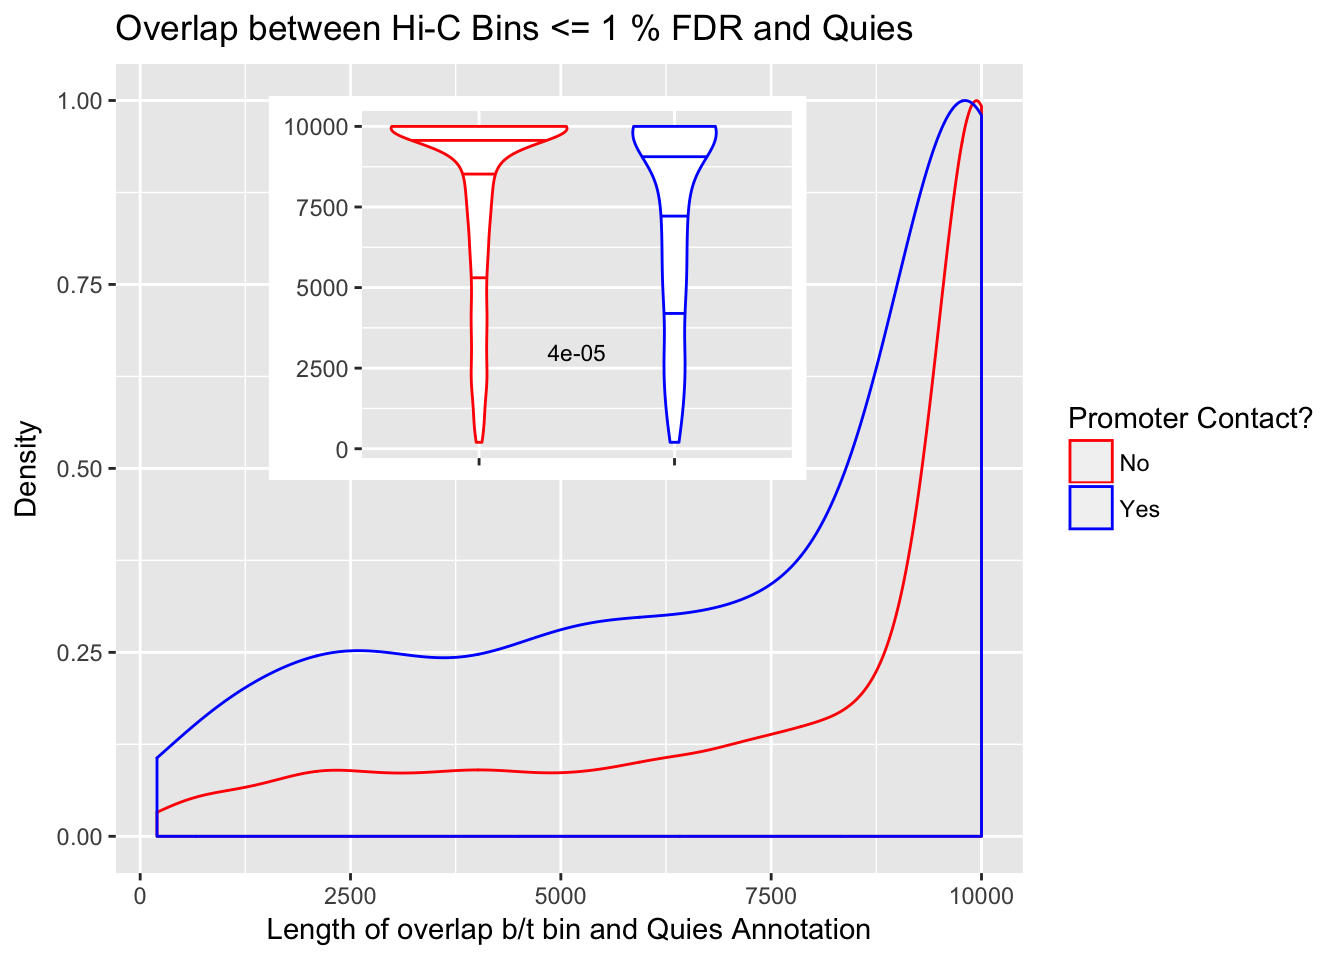 Overlap between Hi-C Bins <= 1 % FDR and Quies
Density
1.00
0.75
0.50
0.25
0.00
10000
7500
5000
2500
0
4e-05
0
2500
5000
7500
10000
Length of overlap b/t bin and Quies Annotation
Promoter Contact?
No
Yes